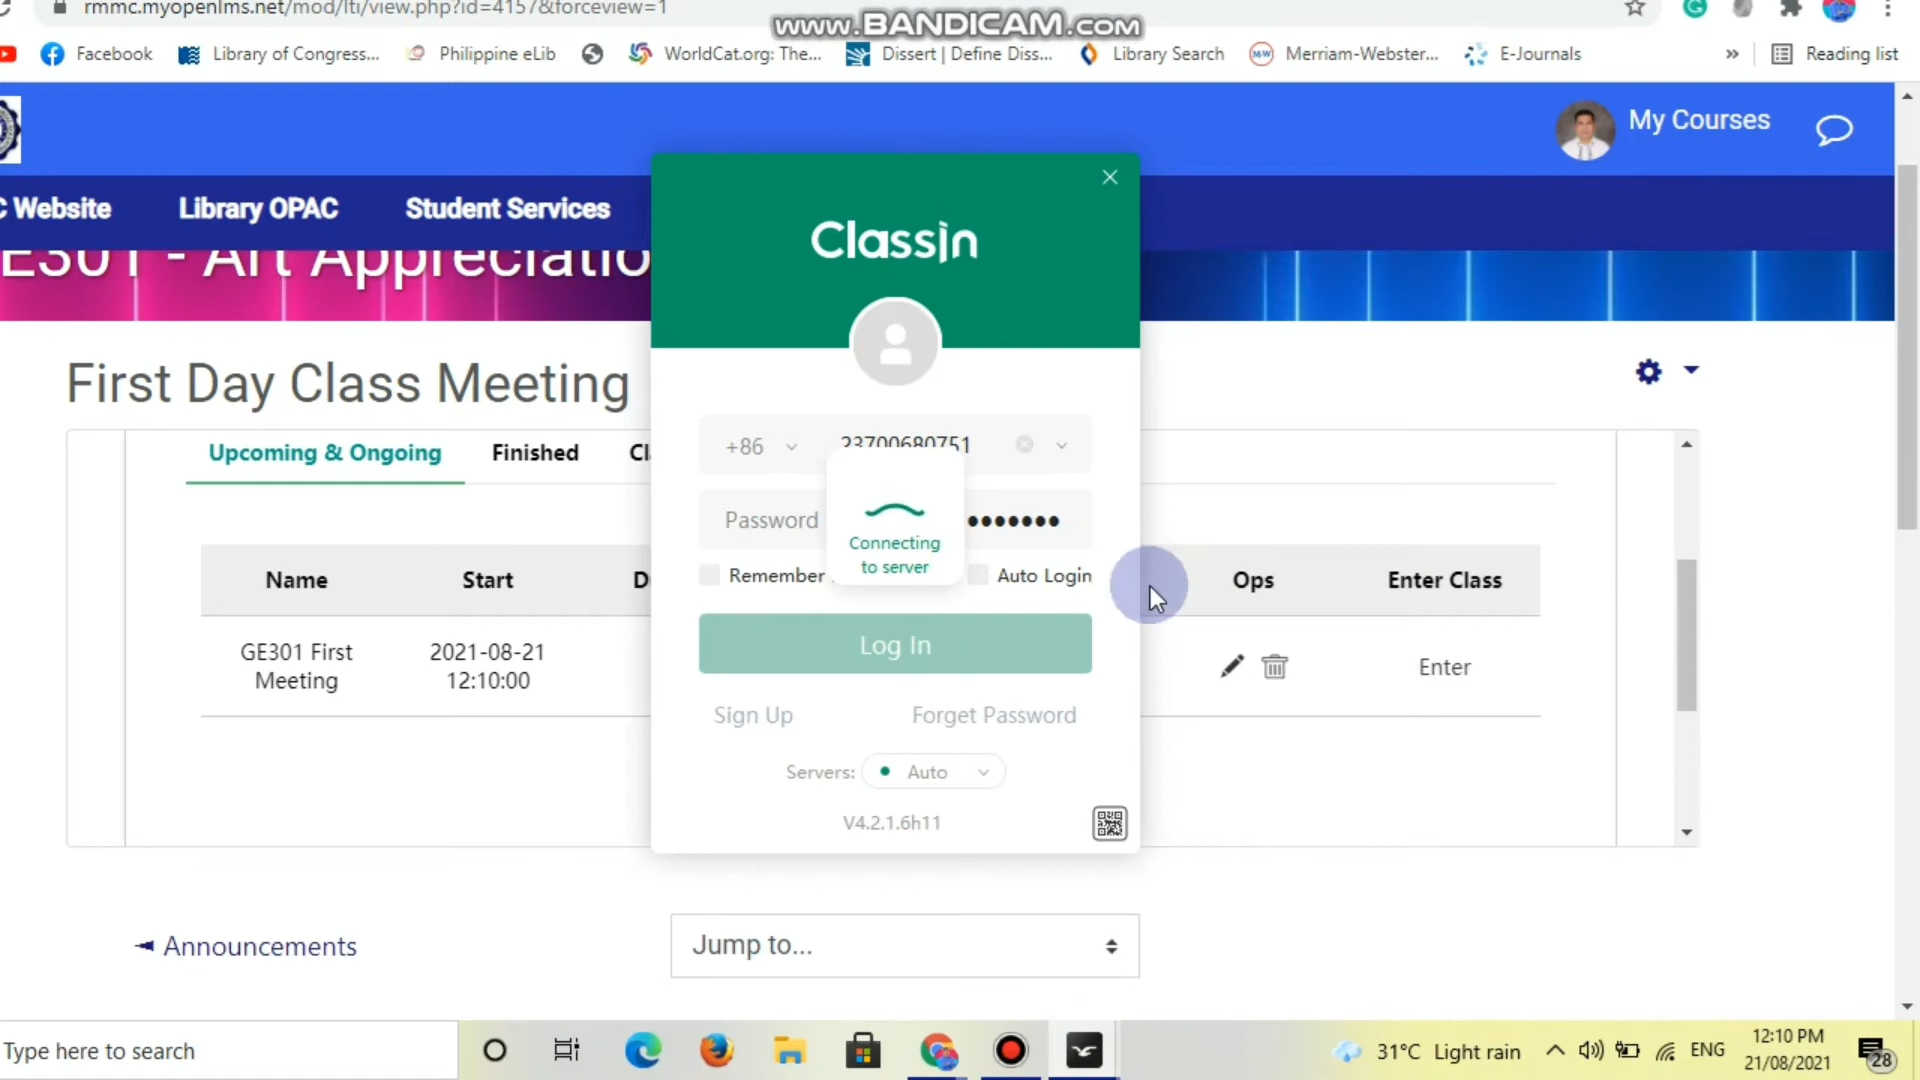 rmmc.myopenlms.net/mod/lti/view.php?id=4157&forceview=1
www.BANDICAM.com
Facebook
Library of Congress...
Philippine eLib
WorldCat.org: The...
Dissert | Define Diss...
Library Search
Merriam-Webster...
E-Journals
»
Reading list
My Courses
C Website
Library OPAC
Student Services
E301 - Art Appreciatio
First Day Class Meeting
Upcoming & Ongoing
Finished
Cl
Name
Start
D
Ops
Enter Class
GE301 First
Meeting
2021-08-21
12:10:00
Enter
ClassIn
+86
23700680751
Password
•••••••
Connecting
to server
Remember
Auto Login
Log In
Sign Up
Forget Password
Servers:
Auto
V4.2.1.6h11
Announcements
Jump to...
Type here to search
31°C Light rain
ENG
12:10 PM
21/08/2021
28